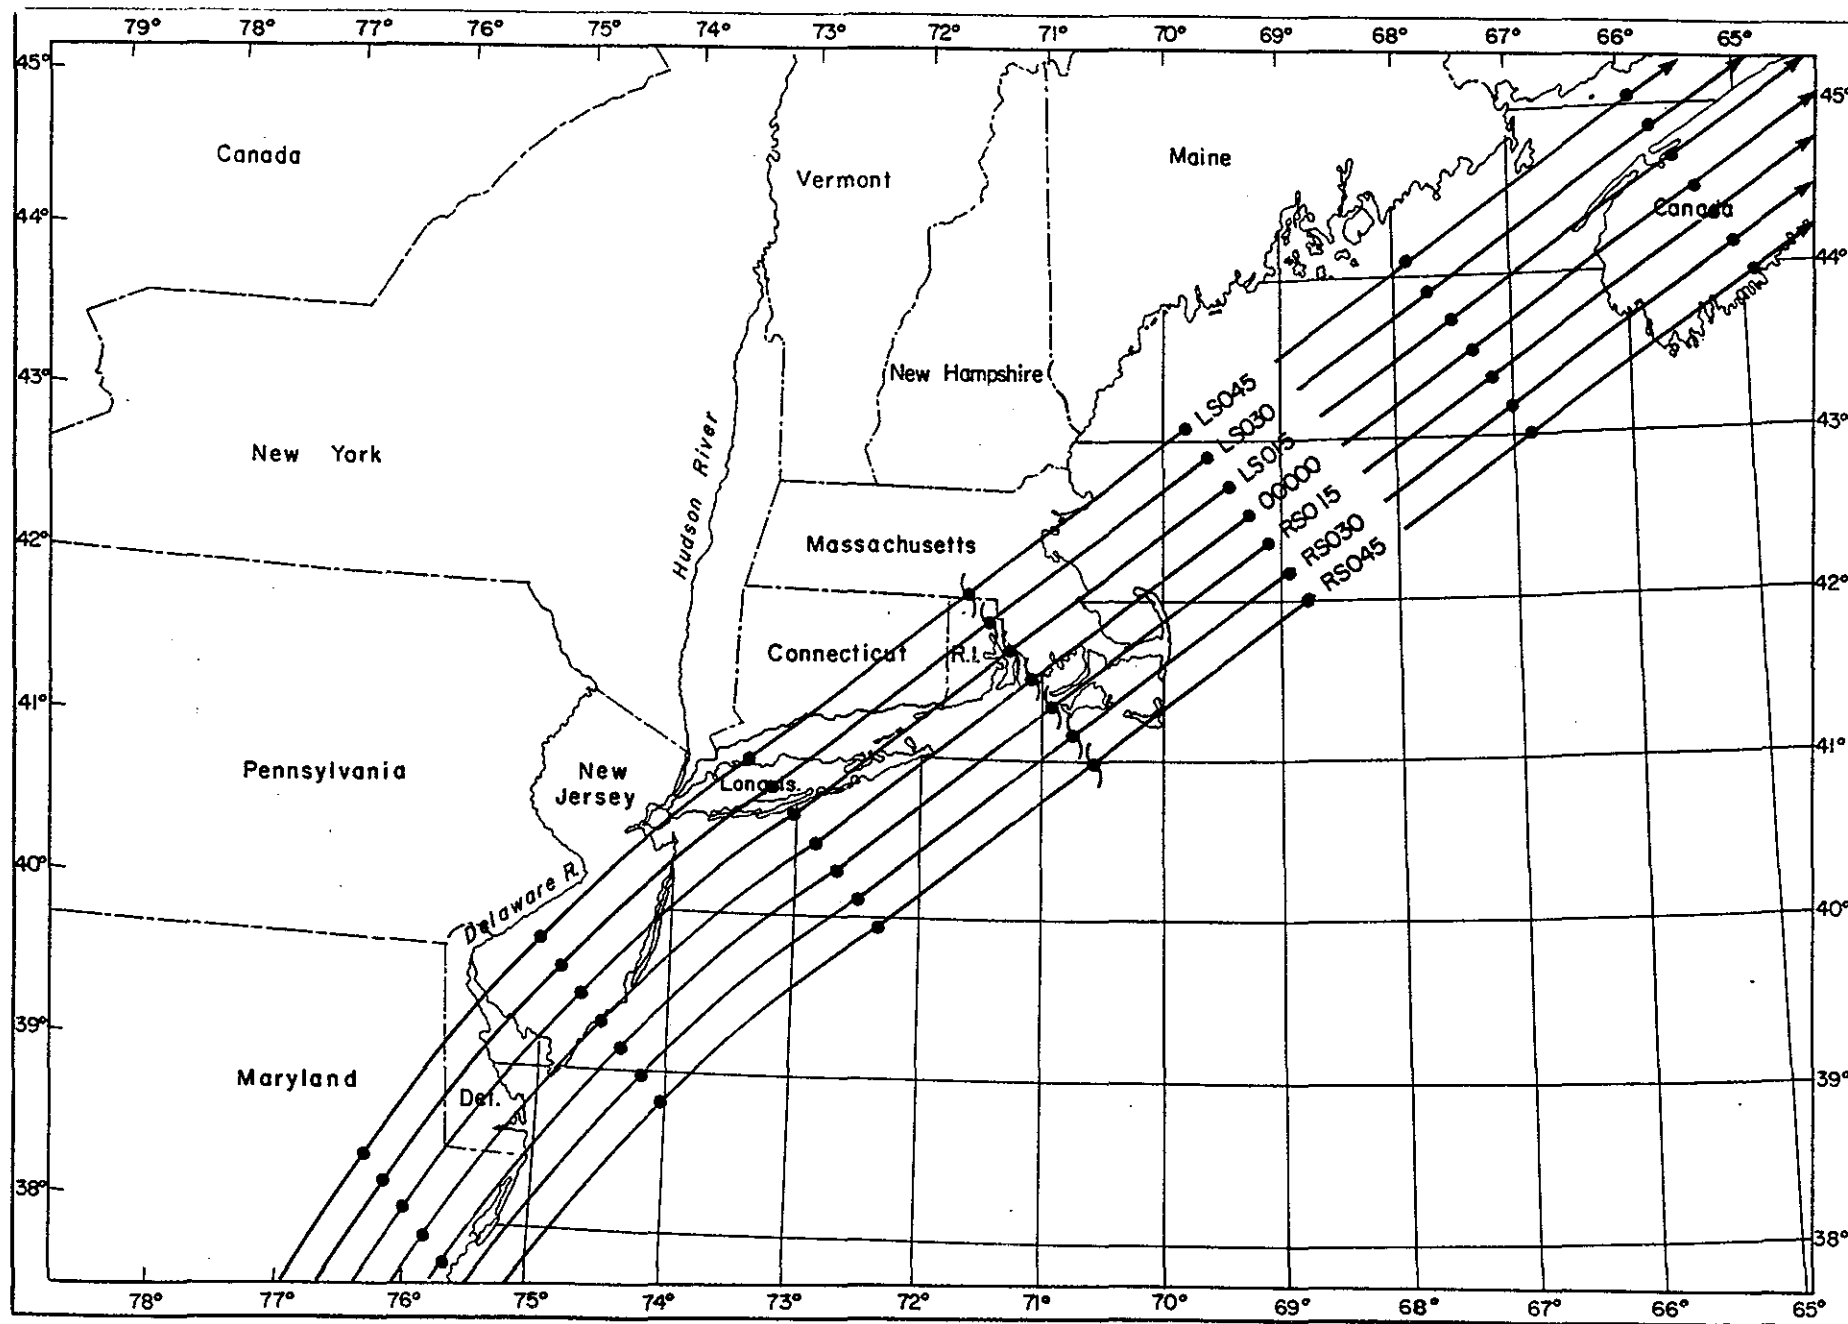 79° 78° 77° 76° 75° 74° 73° 72° 71° 70° 69° 68° 67° 66° 65°
45°
45°
Canada
Maine
Vermont
44°
Canada
44°
43°
New Hampshire
43°
New York
Hudson River
LS045
LS030
LS015
00000
RS015
RS030
RS045
42°
Massachusetts
42°
Connecticut
R.I.
41°
41°
Pennsylvania
New
Jersey
Long Is.
40°
Delaware R.
40°
39°
39°
Maryland
Del.
38°
38°
78° 77° 76° 75° 74° 73° 72° 71° 70° 69° 68° 67° 66° 65°